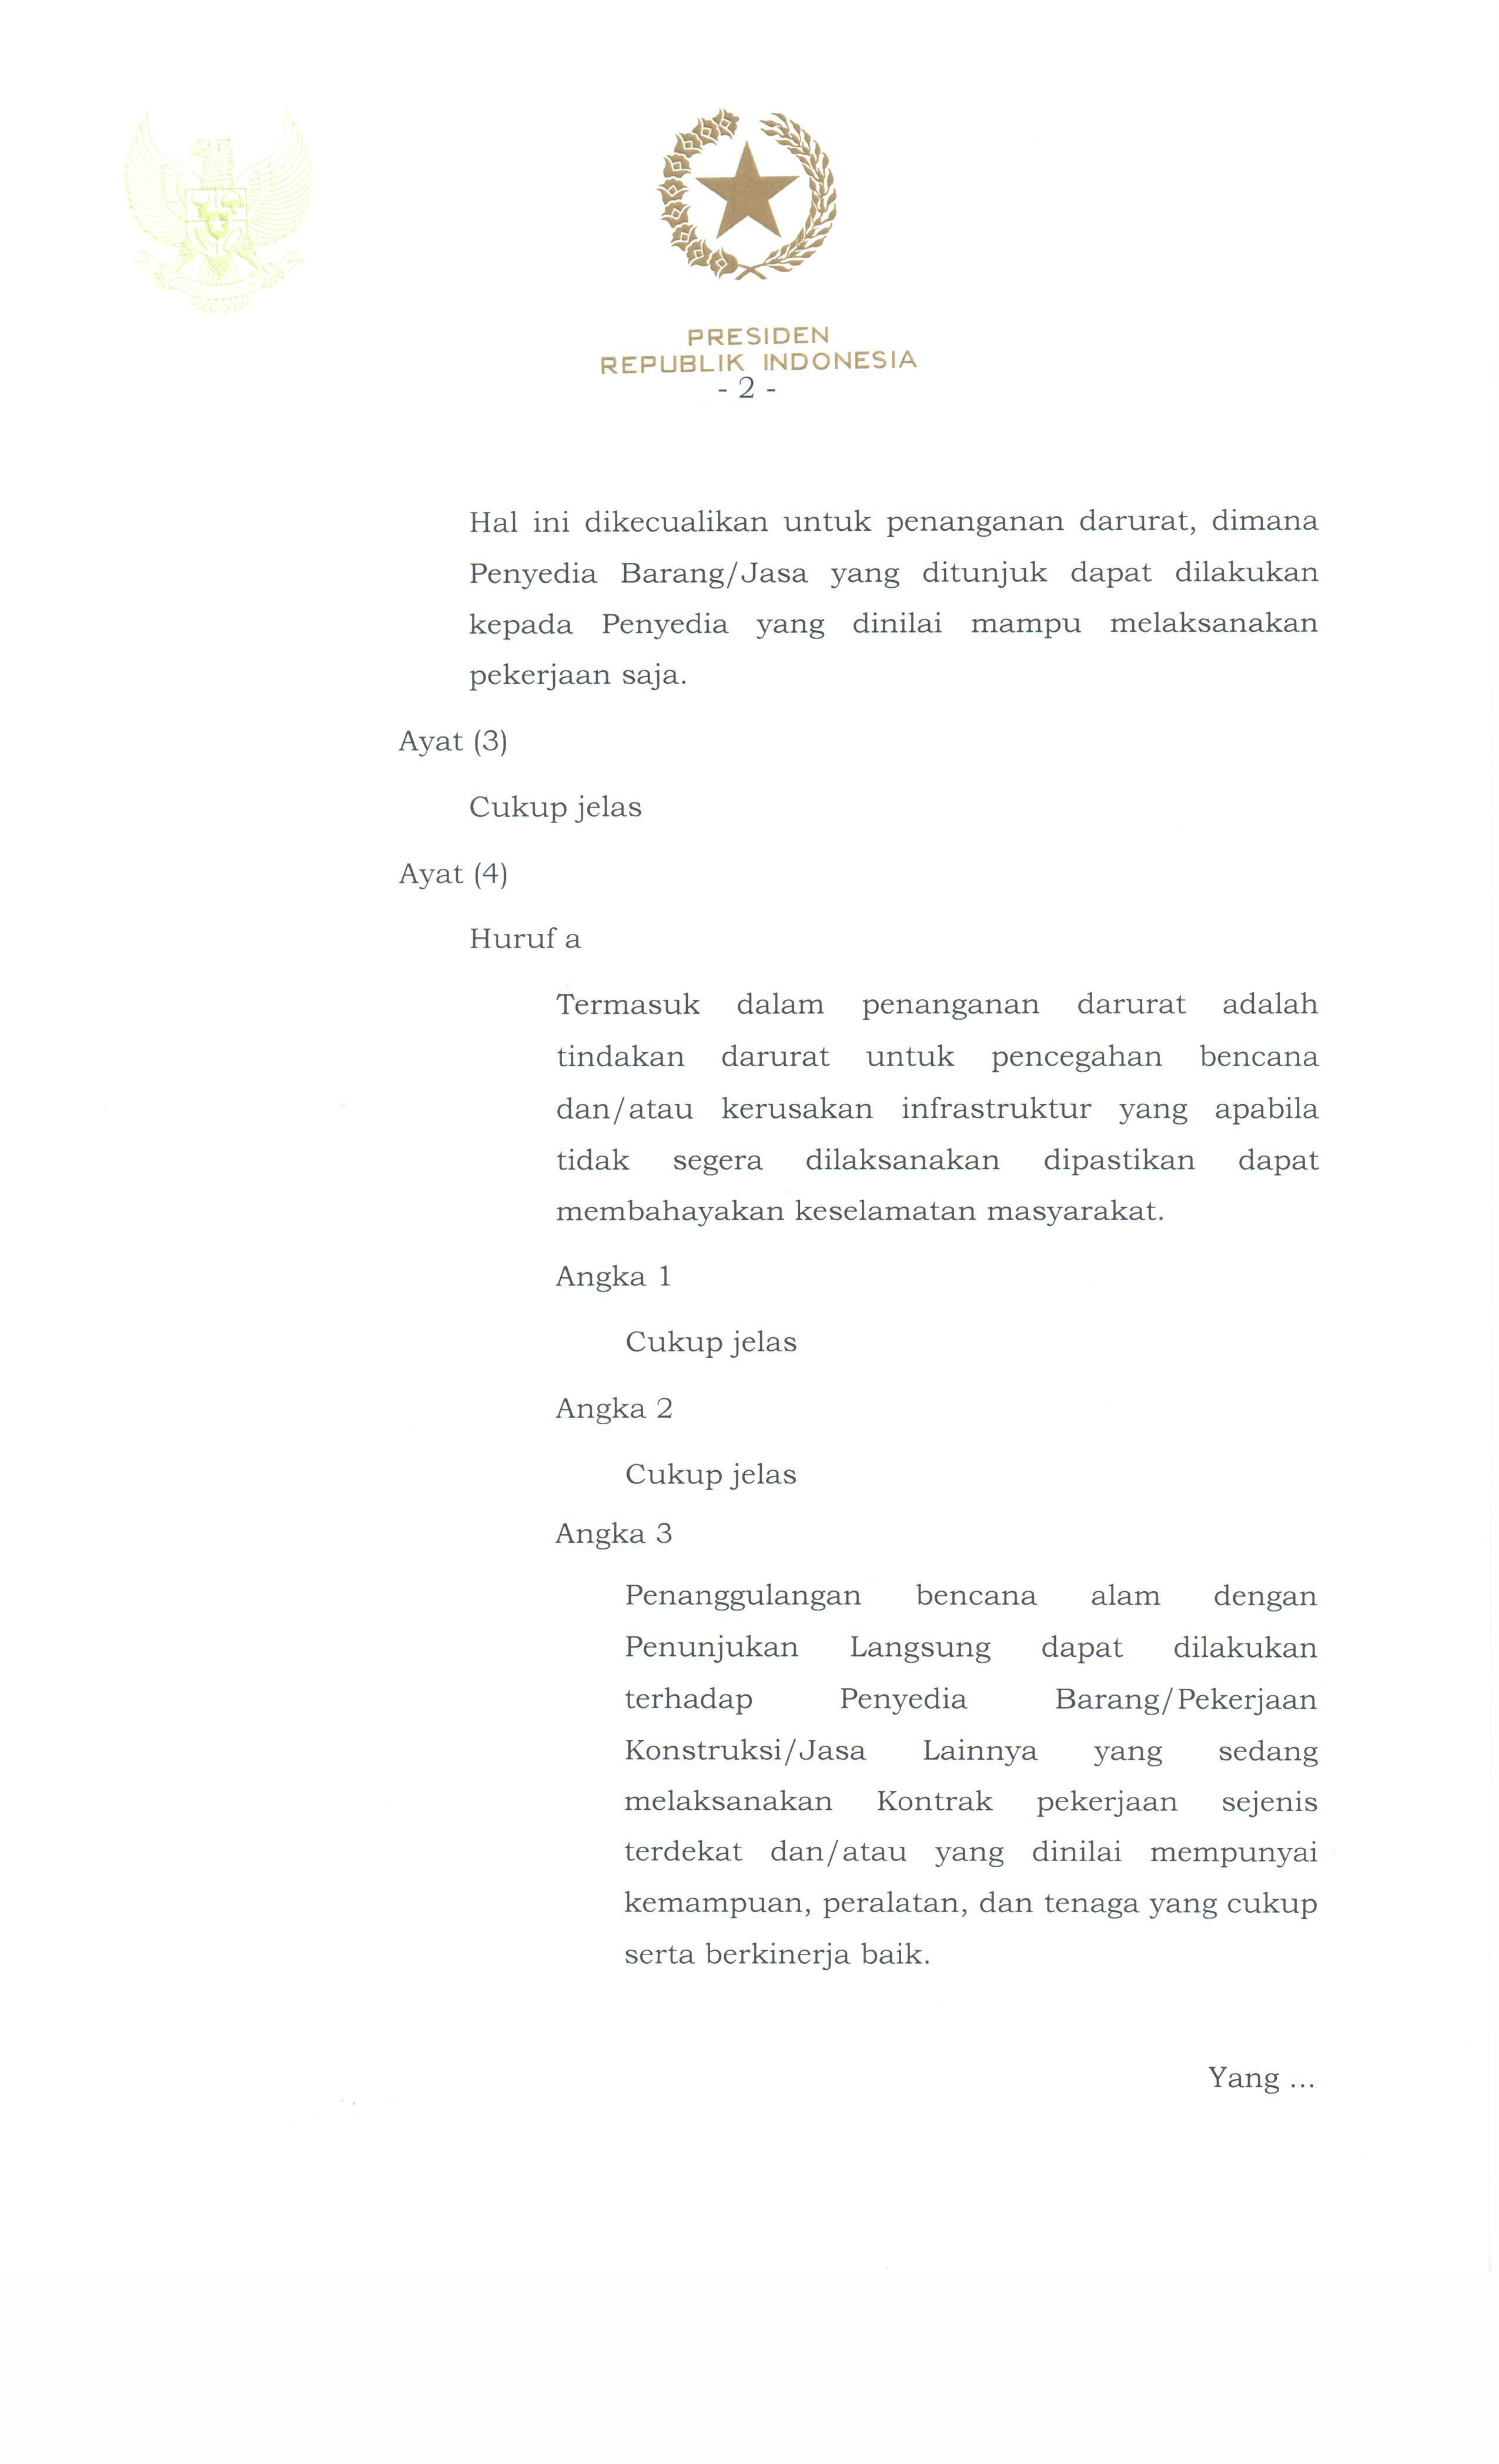 PRESIDEN
REPUBLIK INDONESIA
- 2 -
Hal ini dikecualikan untuk penanganan darurat, dimana
Penyedia Barang/Jasa yang ditunjuk dapat dilakukan
kepada Penyedia yang dinilai mampu melaksanakan
pekerjaan saja.
Ayat (3)
Cukup jelas
Ayat (4)
Huruf a
Termasuk dalam penanganan darurat adalah
tindakan darurat untuk pencegahan bencana
dan/atau kerusakan infrastruktur yang apabila
tidak segera dilaksanakan dipastikan dapat
membahayakan keselamatan masyarakat.
Angka 1
Cukup jelas
Angka 2
Cukup jelas
Angka 3
Penanggulangan bencana alam dengan
Penunjukan Langsung dapat dilakukan
terhadap Penyedia Barang/Pekerjaan
Konstruksi/Jasa Lainnya yang sedang
melaksanakan Kontrak pekerjaan sejenis
terdekat dan/atau yang dinilai mempunyai
kemampuan, peralatan, dan tenaga yang cukup
serta berkinerja baik.
Yang ...